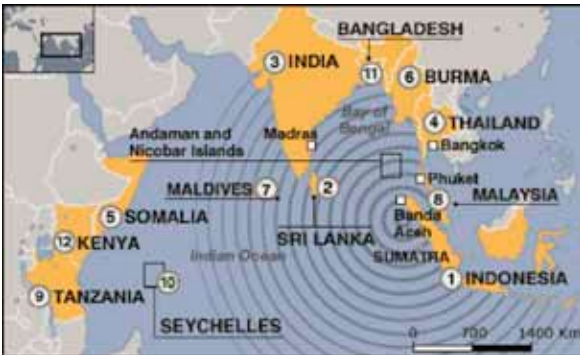 BANGLADESH
3 INDIA
11
6 BURMA
Bay of
Bengal
4 THAILAND
Andaman and
Nicobar Islands
Madras
Bangkok
Phuket
MALDIVES 7
2
8 MALAYSIA
5 SOMALIA
Banda
Aceh
12 KENYA
SRI LANKA
SUMATRA
Indian Ocean
10
1 INDONESIA
9 TANZANIA
SEYCHELLES
0 700 1400 Km